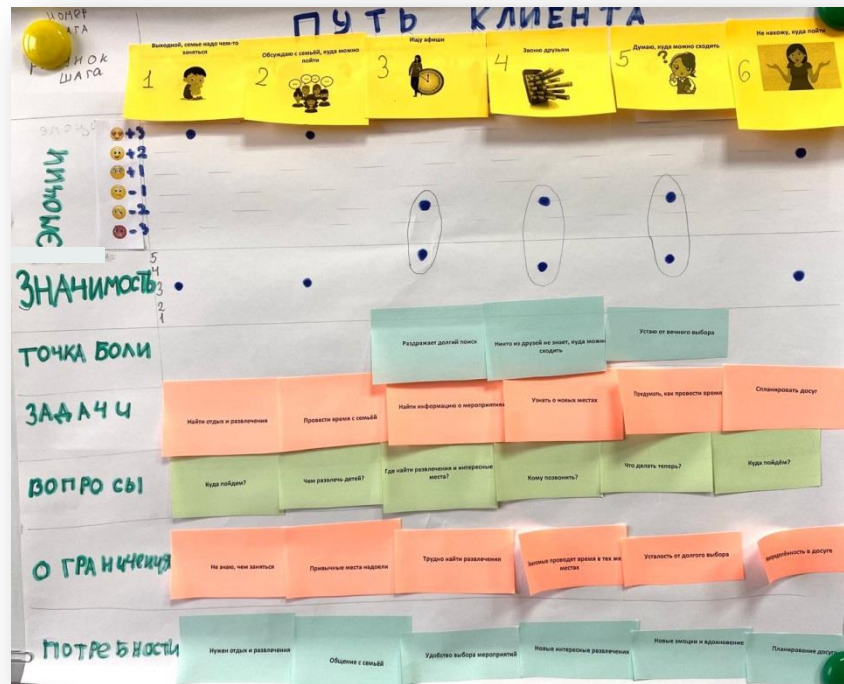 ПУТЬ КЛИЕНТА
НОМЕР
ШАГА
РИСУНОК
ШАГА
Выходной, семье надо чем-то
заняться
1
Обсуждаю с семьёй, куда можно
пойти
2
Ищу афиши
3
Звоню друзьям
4
Думаю, куда можно сходить
5
?
Не нахожу, куда пойти
6
ЭМОЦИИ
+3
+2
+1
-1
-2
-3
ЗНАЧИМОСТЬ
5
4
3
2
1
ТОЧКА БОЛИ
Раздражает долгий поиск
Никто из друзей не знает, куда можно
сходить
Устаю от вечного выбора
ЗАДАЧИ
Найти отдых и развлечения
Провести время с семьёй
Найти информацию о мероприятиях
Узнать о новых местах
Придумать, как провести время
Спланировать досуг
ВОПРОСЫ
Куда пойдем?
Чем развлечь детей?
Где найти развлечения и интересные
места?
Кому позвонить?
Что делать теперь?
Куда пойдём?
ОГРАНИЧЕНИЯ
Не знаю, чем заняться
Привычные места надоели
Трудно найти развлечения
проводят время в тех же
местах
Усталость от долгого выбора
в досуге
ПОТРЕБНОСТИ
Нужен отдых и развлечения
Общение с семьёй
Удобство выбора мероприятий
Новые интересные развлечения
Новые эмоции и вдохновение
Планирование досуга